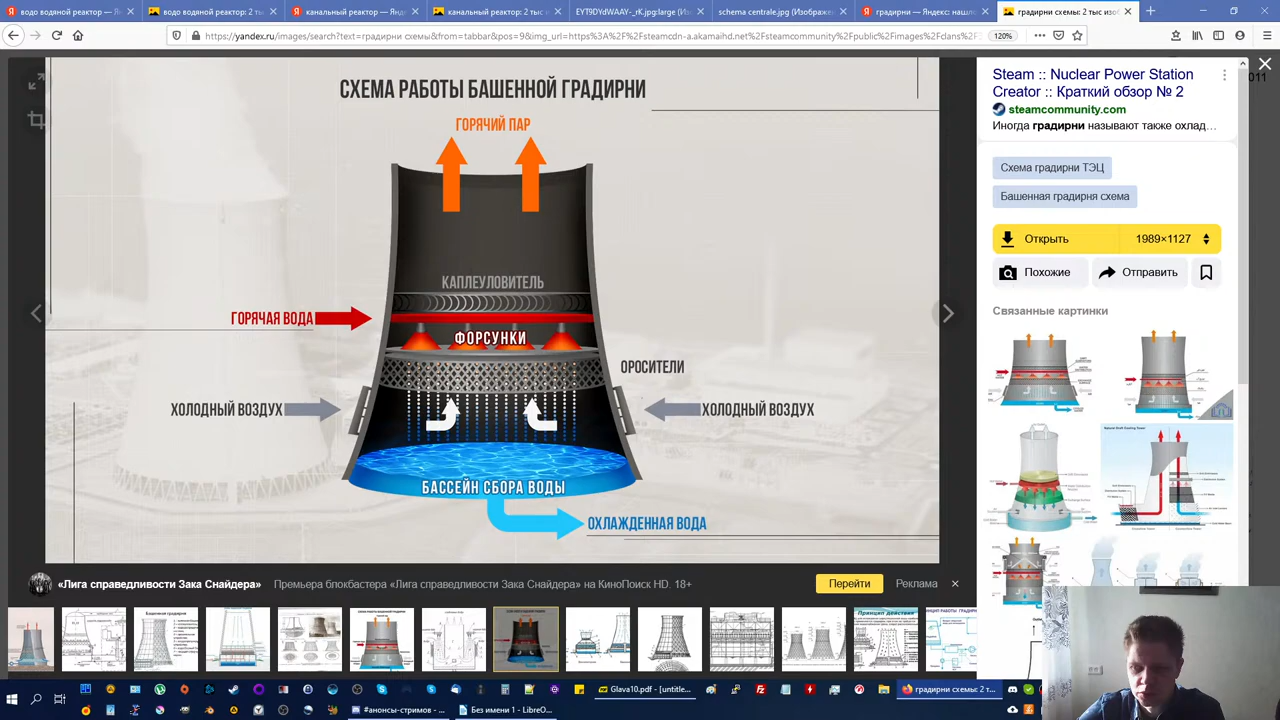 водо водяной реактор —
водо водяной реактор: 2 ты
канальный реактор —
канальный реактор: 2 тыс и
EYT9DYdWAAY-_rK.jpg:large (И
schema centrale.jpg (Изображен
градирни — Яндекс: нашло
градирни схемы: 2 тыс изоб
https://yandex.ru/images/search?text=градирни схемы&from=tabbar&pos=9&img_url=https%3A%2F%2Fsteamcdn-a.akamaihd.net%2Fsteamcommunity%2Fpublic%2Fimages%2Fclans%2F
120%
СХЕМА РАБОТЫ БАШЕННОЙ ГРАДИРНИ
ГОРЯЧИЙ ПАР
КАПЛЕУЛОВИТЕЛЬ
ГОРЯЧАЯ ВОДА
ФОРСУНКИ
ОРОСИТЕЛИ
ХОЛОДНЫЙ ВОЗДУХ
ХОЛОДНЫЙ ВОЗДУХ
БАССЕЙН СБОРА ВОДЫ
ОХЛАЖДЕННАЯ ВОДА
Steam :: Nuclear Power Station
Creator :: Краткий обзор № 2
steamcommunity.com
Иногда градирни называют также охлад…
Схема градирни ТЭЦ
Башенная градирня схема
Открыть
1989×1127
Похожие
Отправить
Связанные картинки
«Лига справедливости Зака Снайдера»
Премьера блокбастера «Лига справедливости Зака Снайдера» на КиноПоиск HD. 18+
Перейти
Реклама
Принцип действия
Glava10.pdf - [untitle…
градирни схемы: 2 т…
#анонсы-стримов - …
Без имени 1 - LibreO…